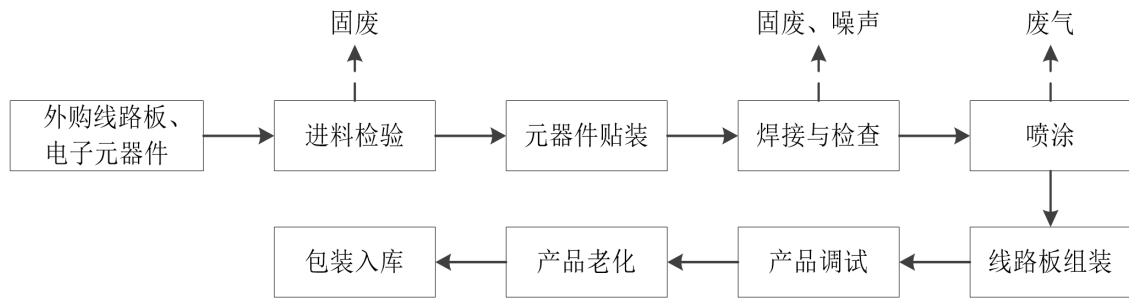 固废
固废、噪声
废气
外购线路板、
电子元器件
进料检验
元器件贴装
焊接与检查
喷涂
线路板组装
产品调试
产品老化
包装入库